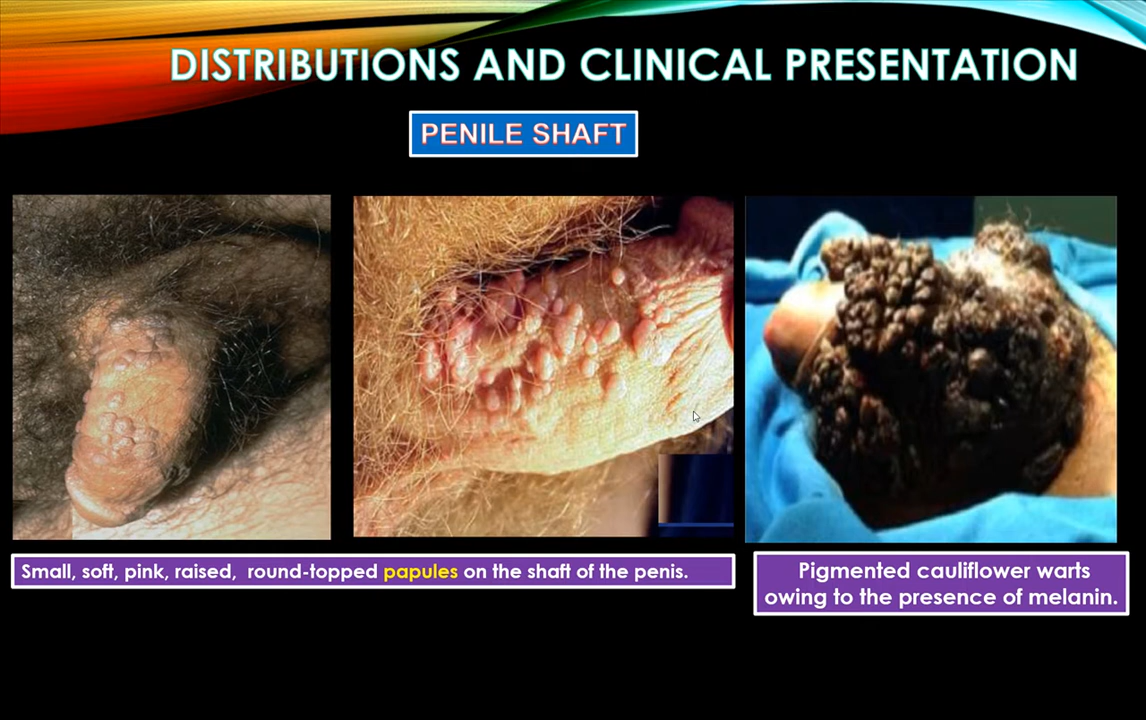 DISTRIBUTIONS AND CLINICAL PRESENTATION
PENILE SHAFT
Small, soft, pink, raised, round-topped papules on the shaft of the penis.
Pigmented cauliflower warts
owing to the presence of melanin.